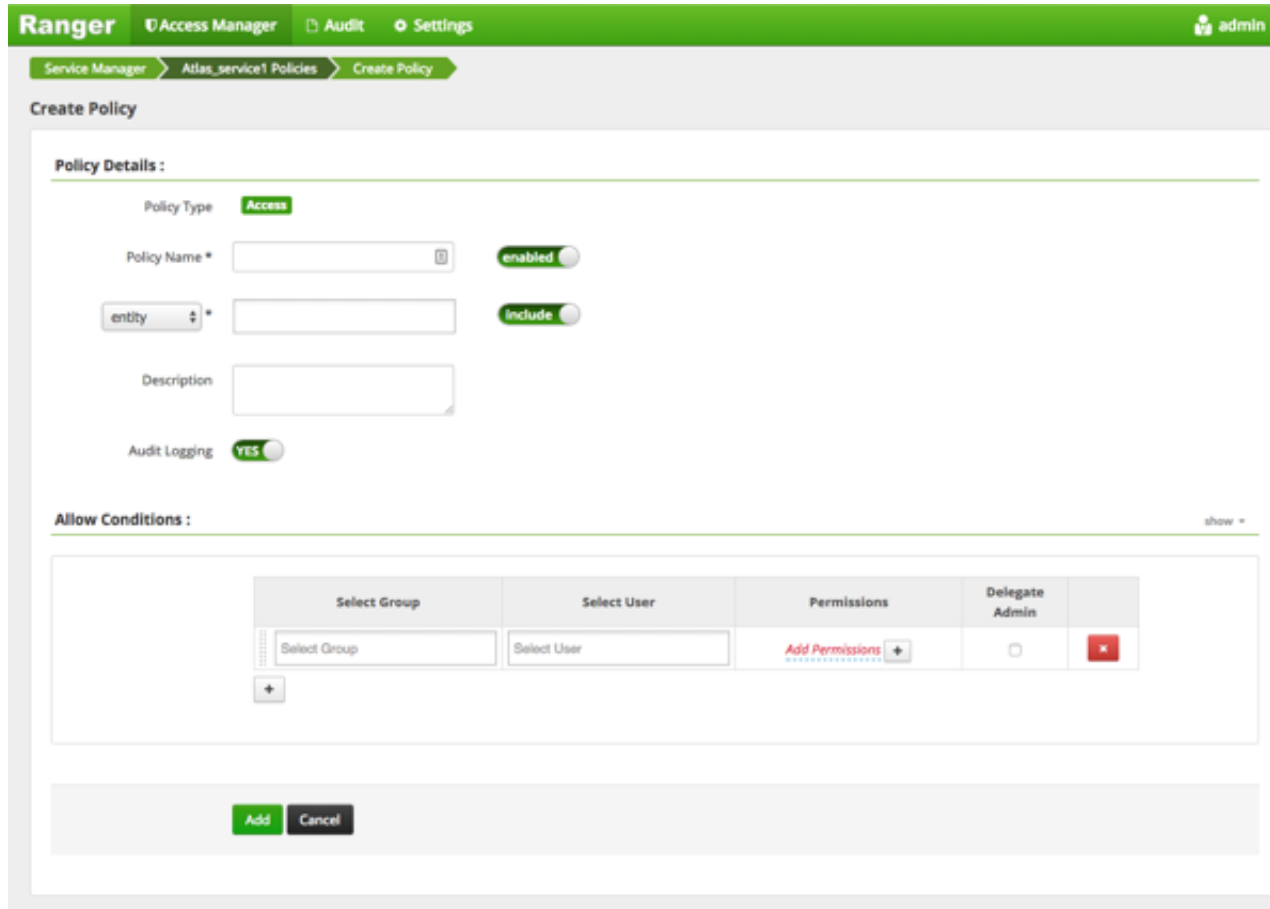 Ranger Access Manager Audit Settings admin
Service Manager Atlas_service1 Policies Create Policy
Create Policy
Policy Details :
Policy Type Access
Policy Name * enabled
entity * include
Description
Audit Logging YES
Allow Conditions : show
Select Group Select User Permissions Delegate Admin
Select Group Select User Add Permissions +
+
Add Cancel